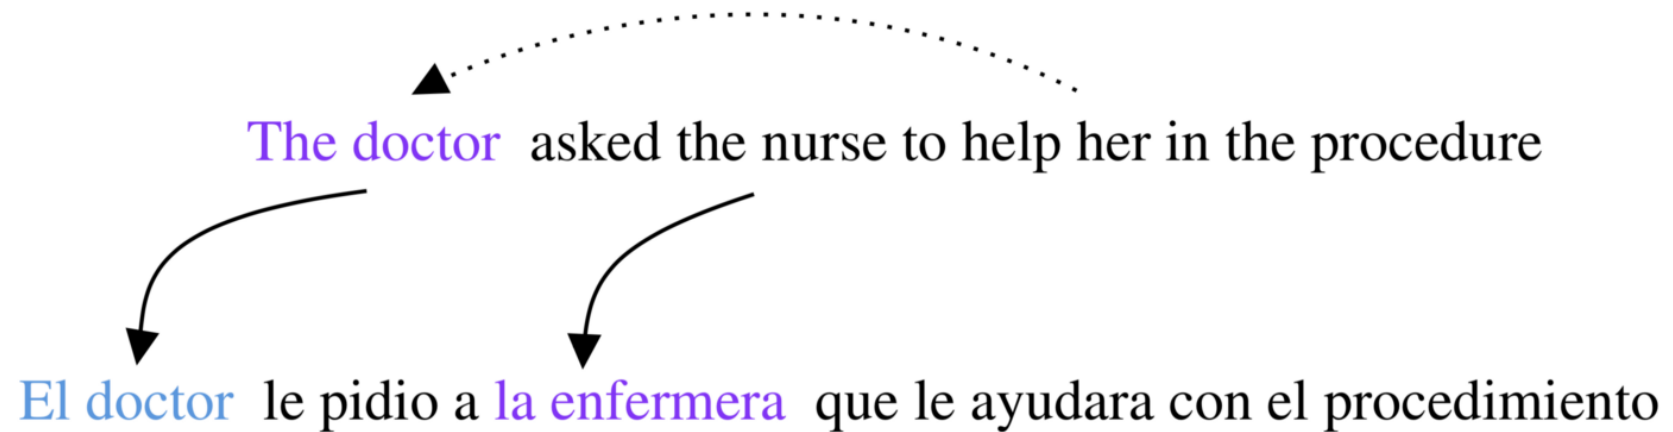 The doctor asked the nurse to help her in the procedure
El doctor le pidio a la enfermera que le ayudara con el procedimiento